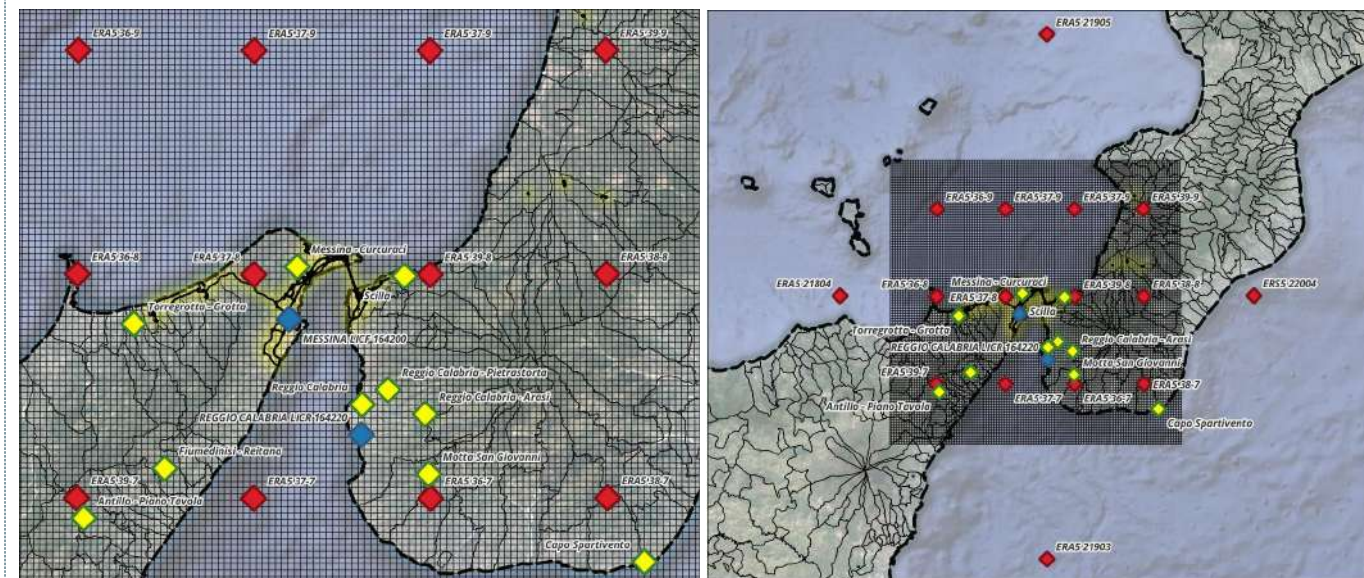 ERA5-36-9
ERA5-37-9
ERA5-37-9
ERA5-39-9
Messina - Curcuraci
ERA5-36-8
ERA5-37-8
ERA5-39-8
ERA5-38-8
Scilla
Torregrotta - Grotta
MESSINA LICF 164200
Reggio Calabria - Pietrastorta
Reggio Calabria
Reggio Calabria - Arasi
REGGIO CALABRIA LICR 164220
Fiumedinisi - Reitana
Motta San Giovanni
ERA5-39-7
ERA5-37-7
ERA5-36-7
ERA5-38-7
Antillo - Piano Tavola
Capo Spartivento
ERA5-21905
ERA5-36-9
ERA5-37-9
ERA5-37-9
ERA5-39-9
Messina - Curcuraci
ERA5-21804
ERA5-36-8
ERA5-37-8
ERA5-39-8
ERA5-38-8
ERS5-22004
Scilla
Torregrotta - Grotta
REGGIO CALABRIA LICR 164220
Reggio Calabria - Arasi
Motta San Giovanni
ERA5-39-7
ERA5-37-7
ERA5-36-7
ERA5-38-7
Antillo - Piano Tavola
Capo Spartivento
ERA5-21903